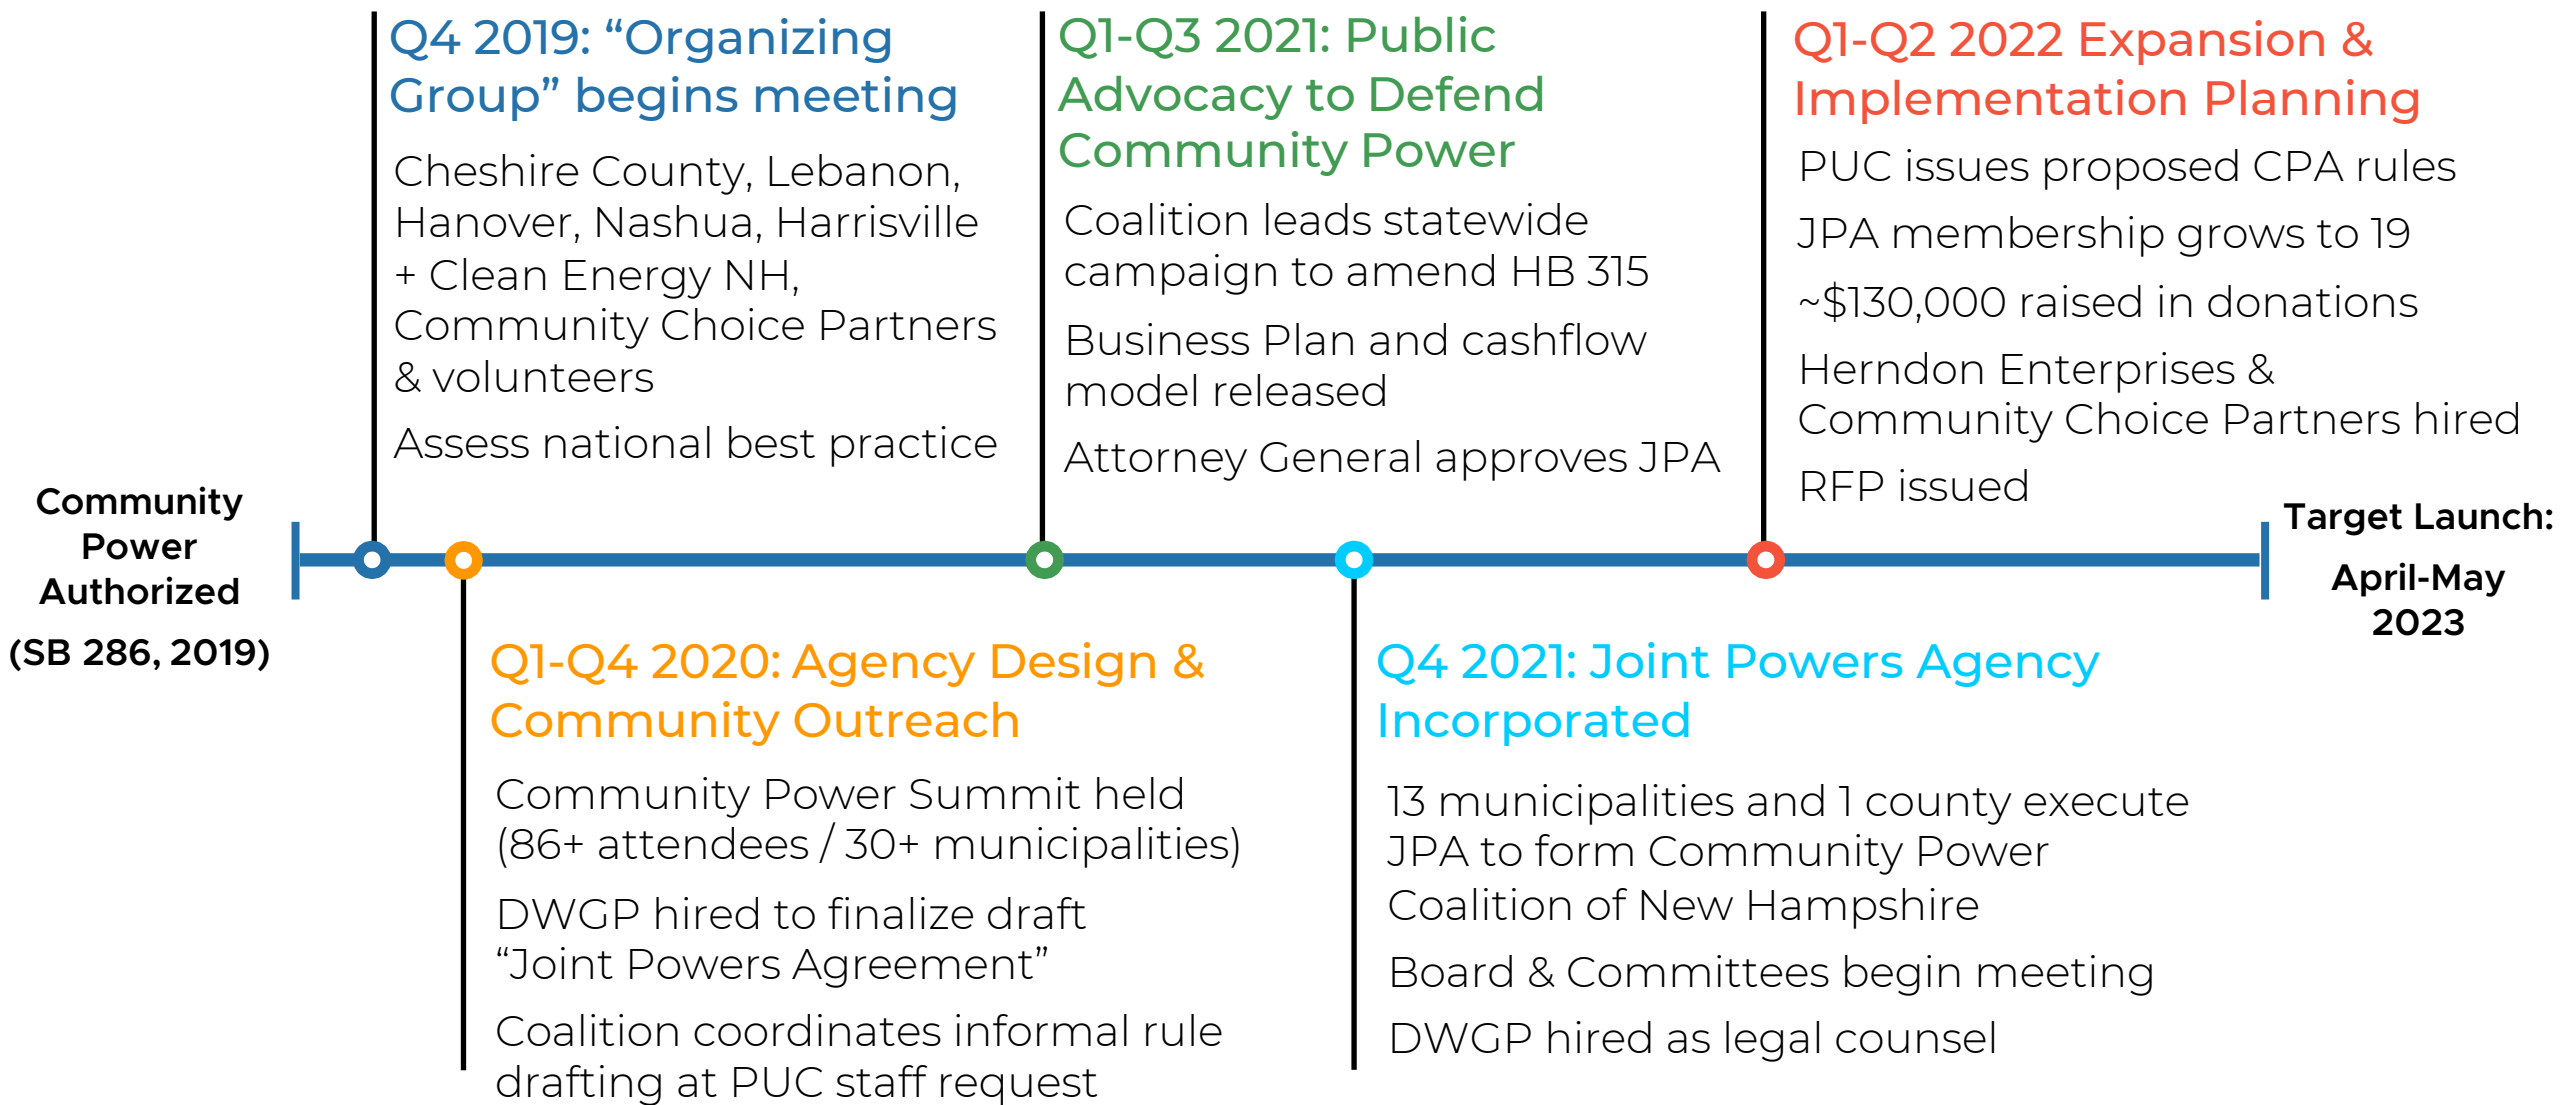 Community
Power
Authorized
(SB 286, 2019)
Q4 2019: “Organizing
Group” begins meeting
Cheshire County, Lebanon,
Hanover, Nashua, Harrisville
+ Clean Energy NH,
Community Choice Partners
& volunteers
Assess national best practice
Q1-Q4 2020: Agency Design &
Community Outreach
Community Power Summit held
(86+ attendees / 30+ municipalities)
DWGP hired to finalize draft
“Joint Powers Agreement”
Coalition coordinates informal rule
drafting at PUC staff request
Q1-Q3 2021: Public
Advocacy to Defend
Community Power
Coalition leads statewide
campaign to amend HB 315
Business Plan and cashflow
model released
Attorney General approves JPA
Q4 2021: Joint Powers Agency
Incorporated
13 municipalities and 1 county execute
JPA to form Community Power
Coalition of New Hampshire
Board & Committees begin meeting
DWGP hired as legal counsel
Q1-Q2 2022 Expansion &
Implementation Planning
PUC issues proposed CPA rules
JPA membership grows to 19
~$130,000 raised in donations
Herndon Enterprises &
Community Choice Partners hired
RFP issued
Target Launch:
April-May
2023